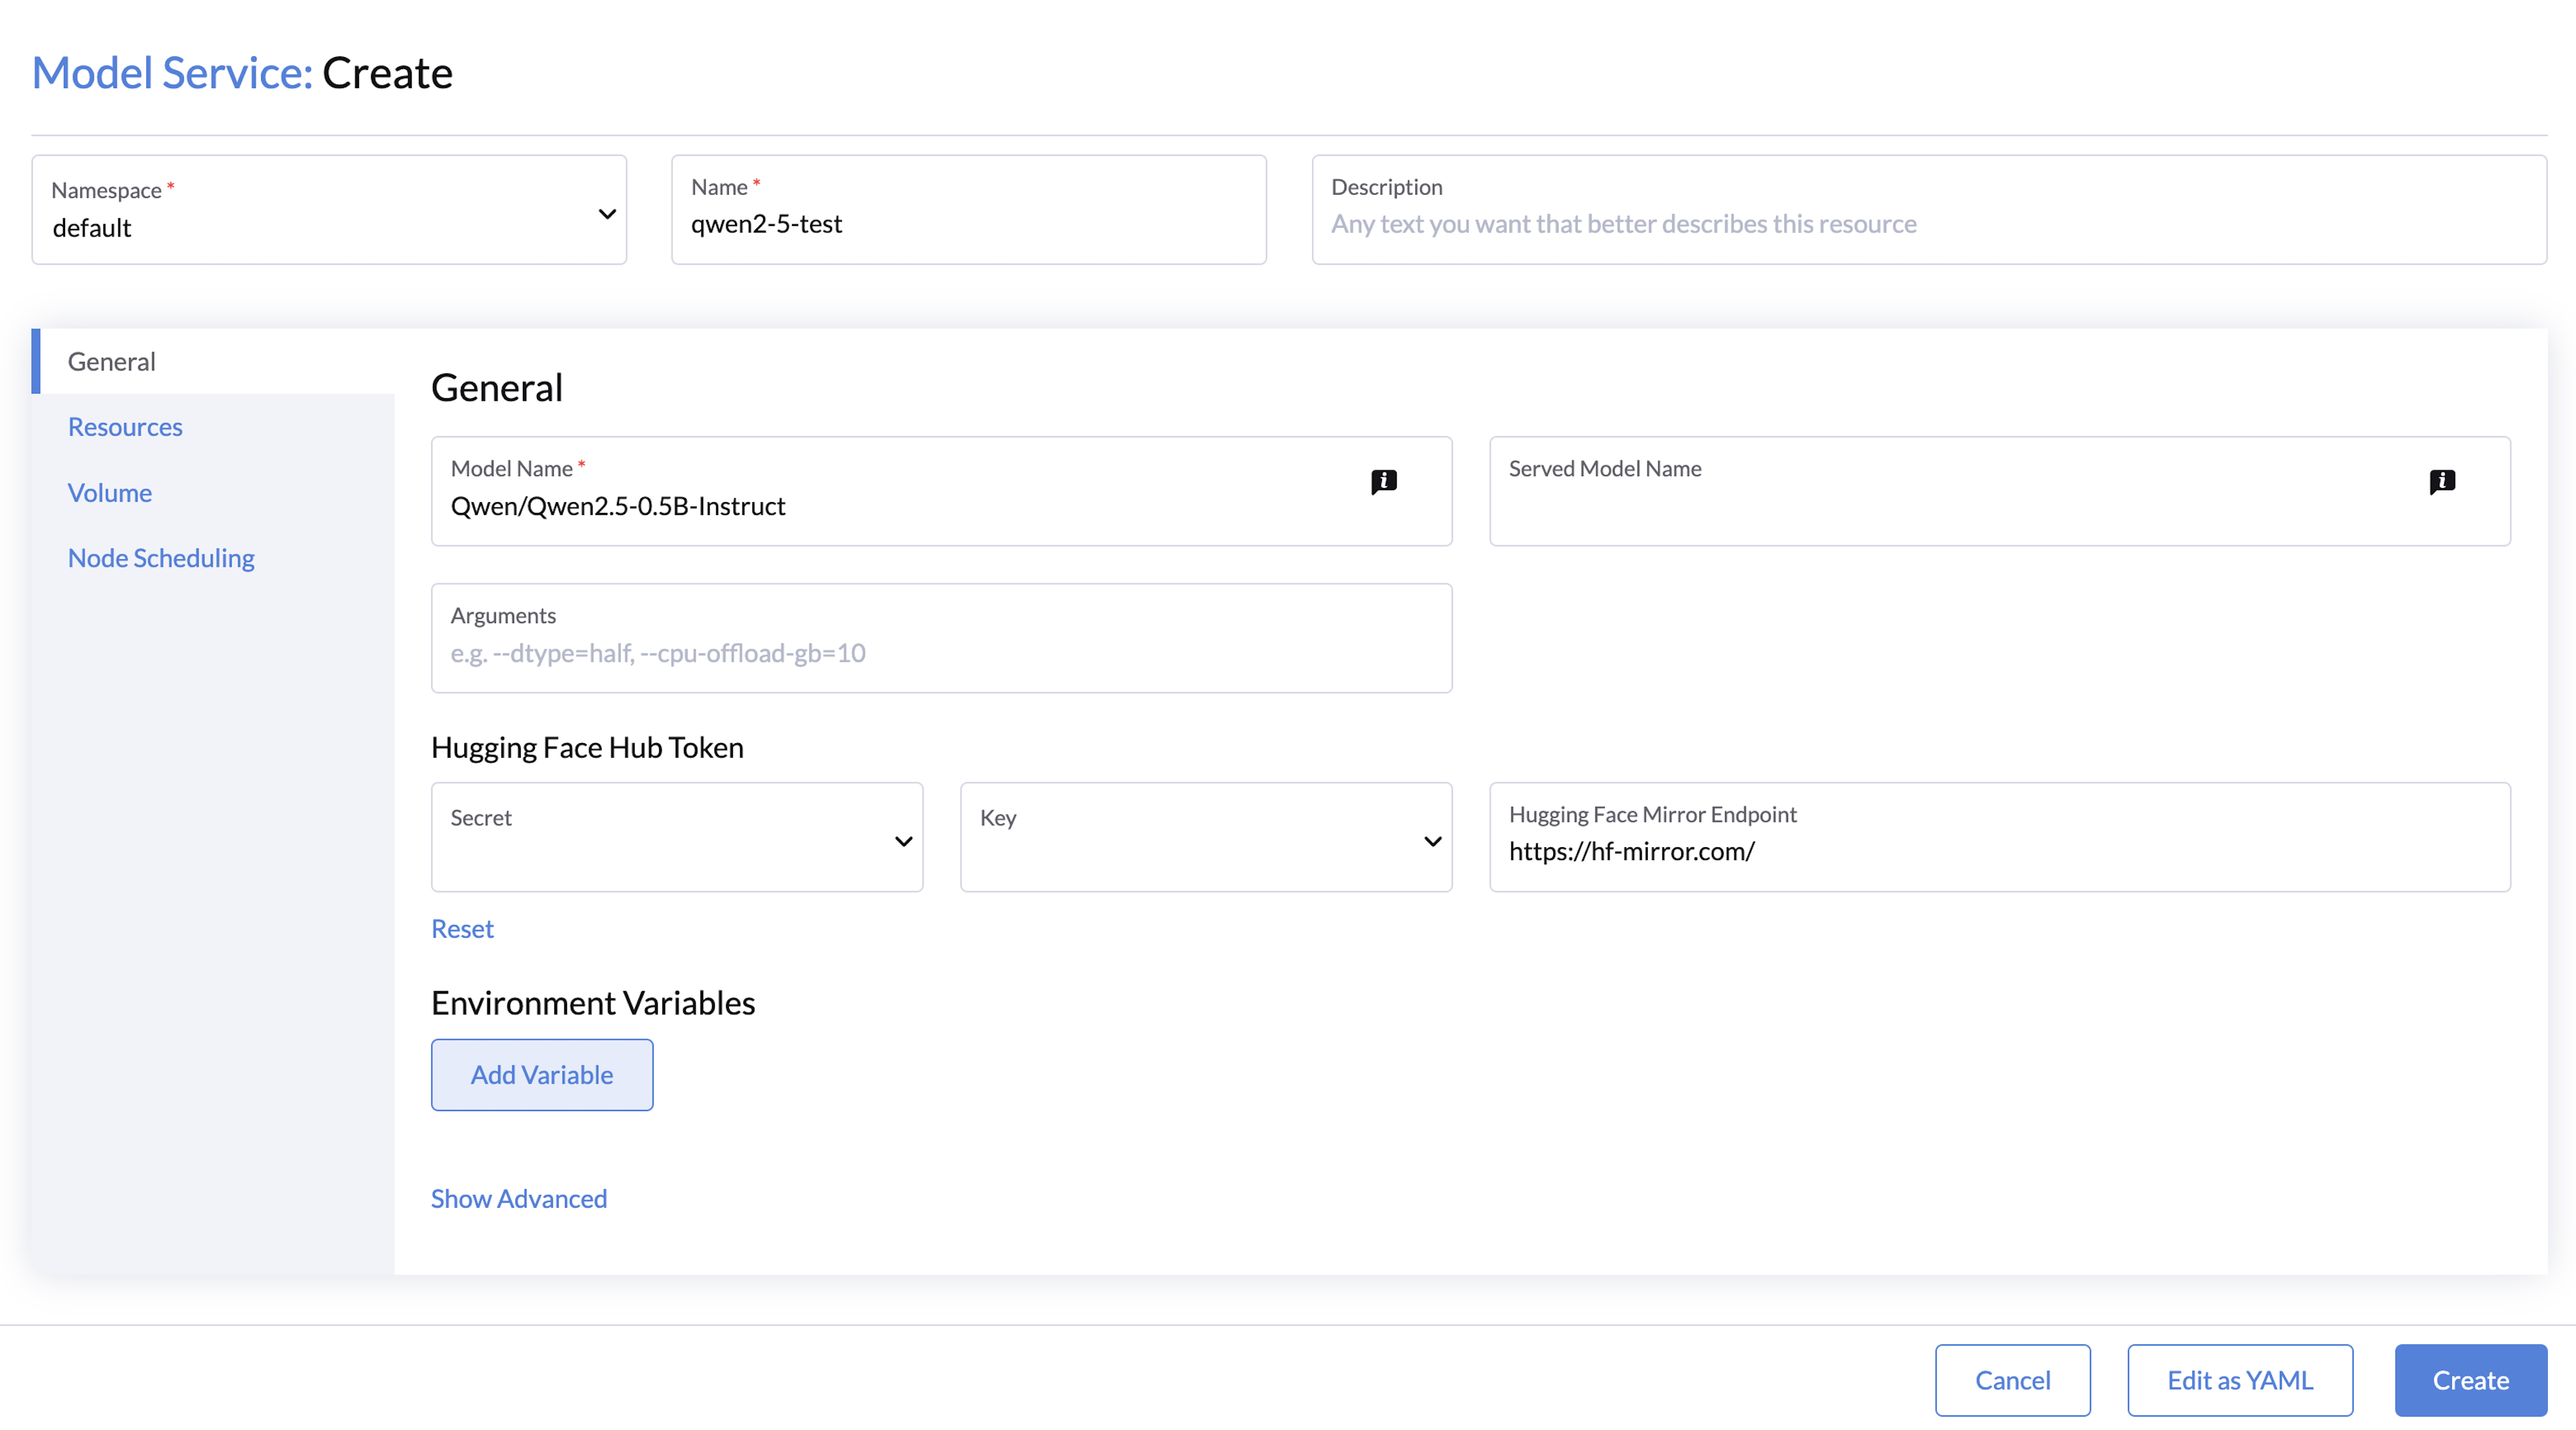 Model Service: Create
Namespace *
default
Name *
qwen2-5-test
Description
Any text you want that better describes this resource
General
Resources
Volume
Node Scheduling
General
Model Name *
Qwen/Qwen2.5-0.5B-Instruct
Served Model Name
Arguments
e.g. --dtype=half, --cpu-offload-gb=10
Hugging Face Hub Token
Secret
Key
Hugging Face Mirror Endpoint
https://hf-mirror.com/
Reset
Environment Variables
Add Variable
Show Advanced
Cancel
Edit as YAML
Create